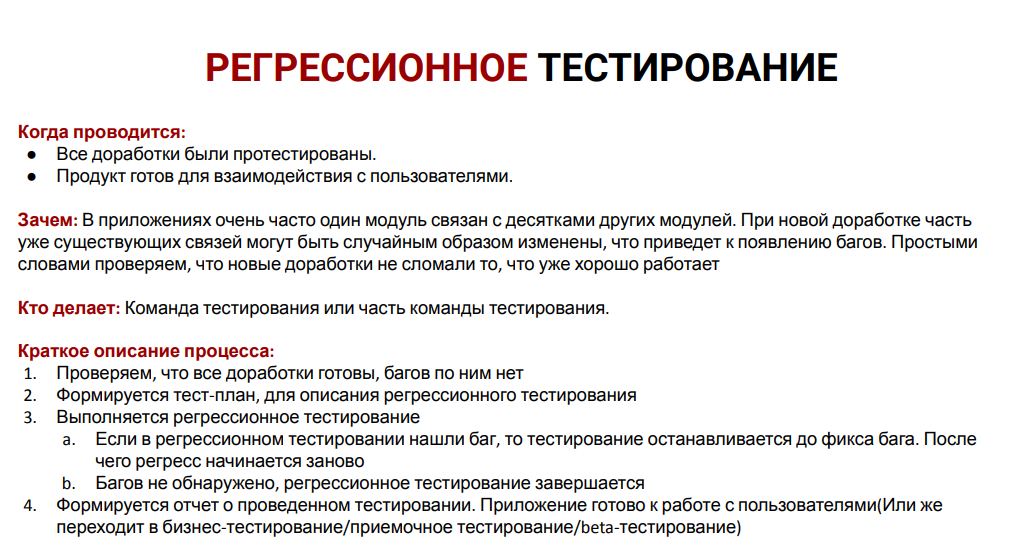 РЕГРЕССИОННОЕ ТЕСТИРОВАНИЕ
Когда проводится:
● Все доработки были протестированы.
● Продукт готов для взаимодействия с пользователями.
Зачем: В приложениях очень часто один модуль связан с десятками других модулей. При новой доработке часть
уже существующих связей могут быть случайным образом изменены, что приведет к появлению багов. Простыми
словами проверяем, что новые доработки не сломали то, что уже хорошо работает
Кто делает: Команда тестирования или часть команды тестирования.
Краткое описание процесса:
1. Проверяем, что все доработки готовы, багов по ним нет
2. Формируется тест-план, для описания регрессионного тестирования
3. Выполняется регрессионное тестирование
a. Если в регрессионном тестировании нашли баг, то тестирование останавливается до фикса бага. После
чего регресс начинается заново
b. Багов не обнаружено, регрессионное тестирование завершается
4. Формируется отчет о проведенном тестировании. Приложение готово к работе с пользователями(Или же
переходит в бизнес-тестирование/приемочное тестирование/beta-тестирование)